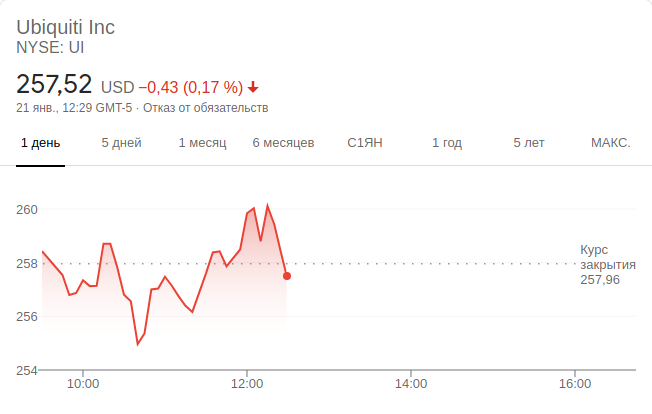 Ubiquiti Inc
NYSE: UI
257,52 USD −0,43 (0,17 %)
21 янв., 12:29 GMT-5 · Отказ от обязательств
1 день 5 дней 1 месяц 6 месяцев С1ЯН 1 год 5 лет МАКС.
260
258
256
254
Курс
закрытия
257,96
10:00 12:00 14:00 16:00